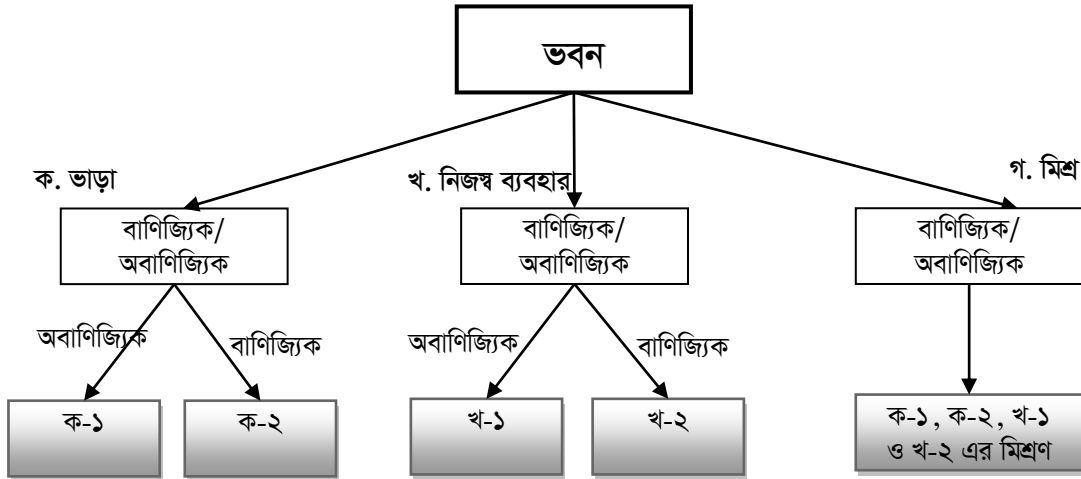 ভবন
ক. ভাড়া
খ. নিজস্ব ব্যবহার
গ. মিশ্র
বাণিজ্যিক/
অবাণিজ্যিক
বাণিজ্যিক/
অবাণিজ্যিক
বাণিজ্যিক/
অবাণিজ্যিক
অবাণিজ্যিক
বাণিজ্যিক
অবাণিজ্যিক
বাণিজ্যিক
ক-১
ক-২
খ-১
খ-২
ক-১, ক-২, খ-১
ও খ-২ এর মিশ্রণ